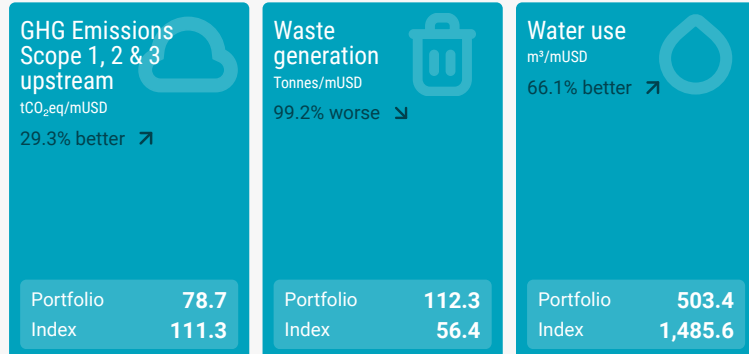 GHG Emissions
Scope 1, 2 & 3
upstream
tCO₂eq/mUSD
29.3% better
Portfolio 78.7
Index 111.3
Waste
generation
Tonnes/mUSD
99.2% worse
Portfolio 112.3
Index 56.4
Water use
m³/mUSD
66.1% better
Portfolio 503.4
Index 1,485.6